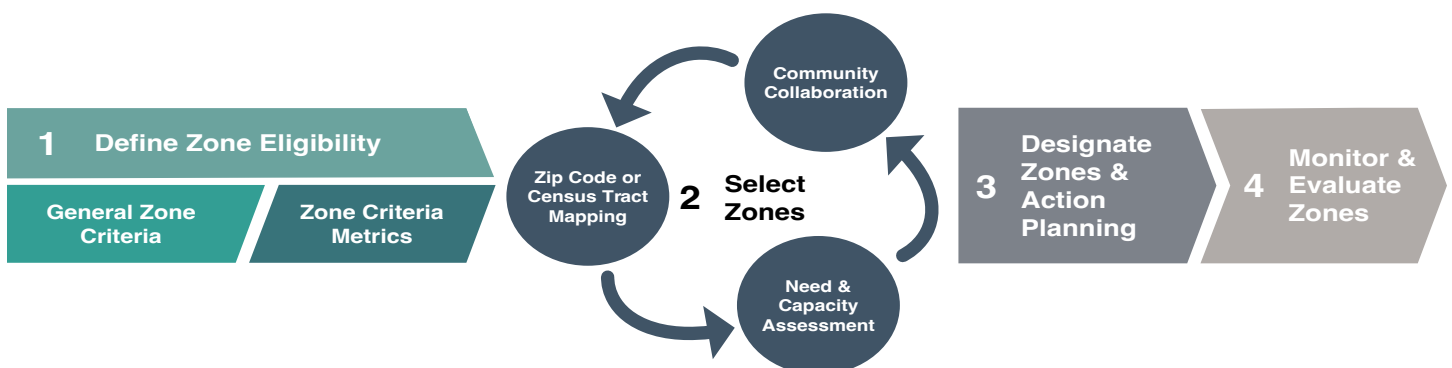 1 Define Zone Eligibility
General Zone
Criteria
Zone Criteria
Metrics
Zip Code or
Census Tract
Mapping
2 Select
Zones
Community
Collaboration
Need &
Capacity
Assessment
3 Designate
Zones &
Action
Planning
4 Monitor &
Evaluate
Zones